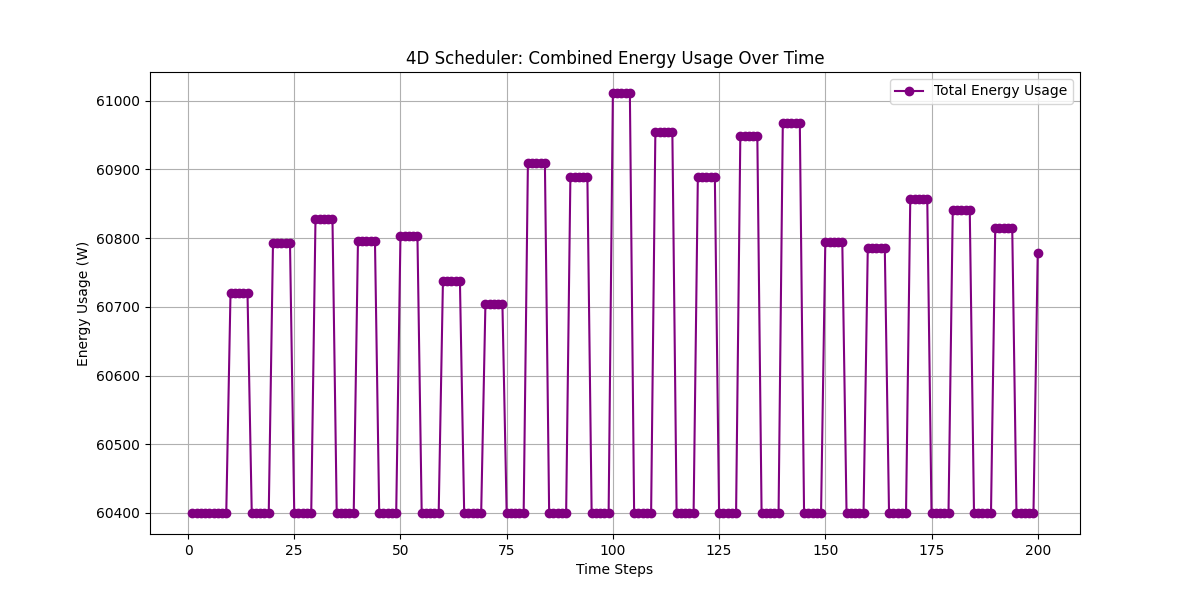 4D Scheduler: Combined Energy Usage Over Time
Total Energy Usage
Energy Usage (W)
61000
60900
60800
60700
60600
60500
60400
0 25 50 75 100 125 150 175 200
Time Steps